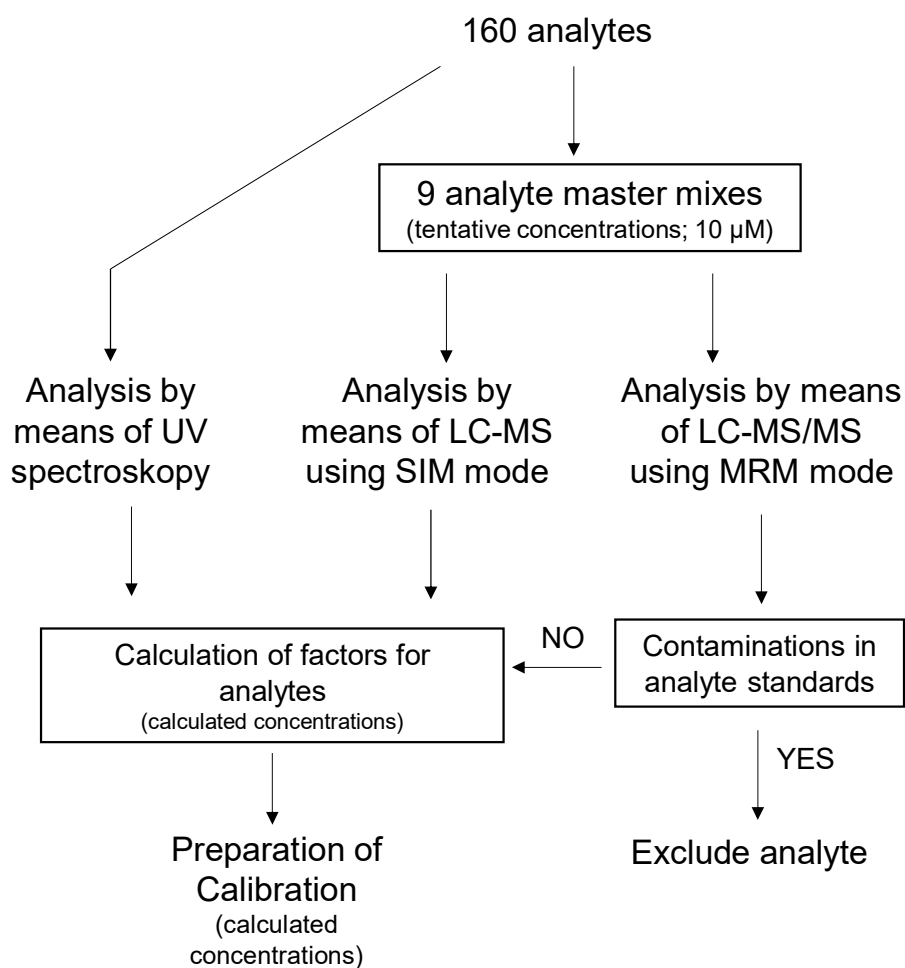 160 analytes
9 analyte master mixes
(tentative concentrations; 10 µM)
Analysis by
means of UV
spectroskopy
Analysis by
means of LC-MS
using SIM mode
Analysis by means
of LC-MS/MS
using MRM mode
Calculation of factors for
analytes
(calculated concentrations)
NO
Contaminations in
analyte standards
YES
Preparation of
Calibration
(calculated
concentrations)
Exclude analyte